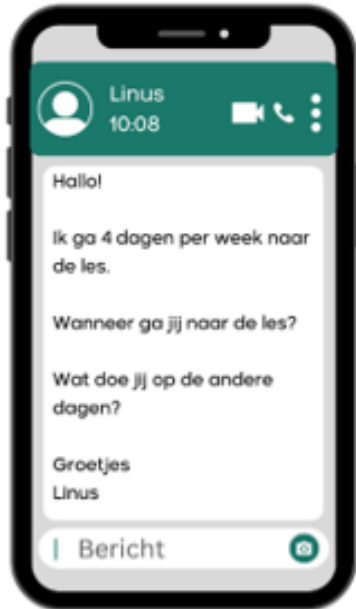 Linus
10:08
Hallo!
Ik ga 4 dagen per week naar
de les.
Wanneer ga jij naar de les?
Wat doe jij op de andere
dagen?
Groetjes
Linus
Bericht